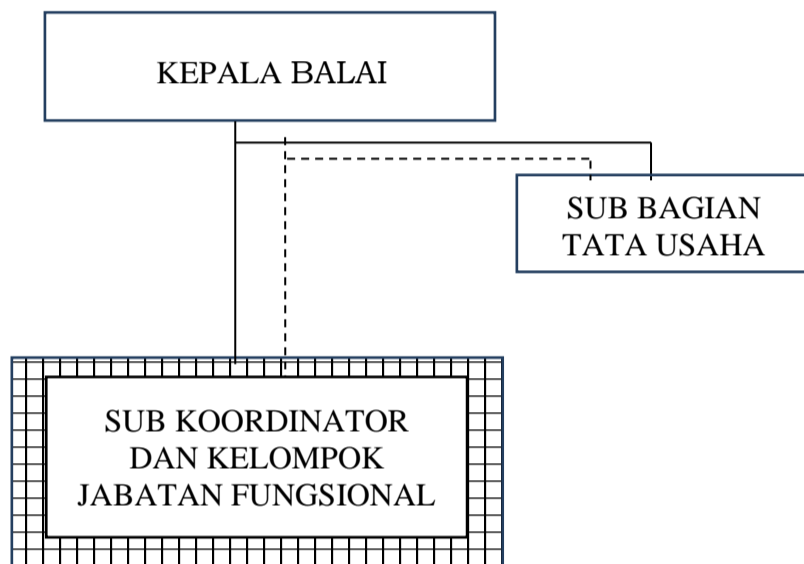 KEPALA BALAI
SUB BAGIAN
TATA USAHA
SUB KOORDINATOR
DAN KELOMPOK
JABATAN FUNGSIONAL